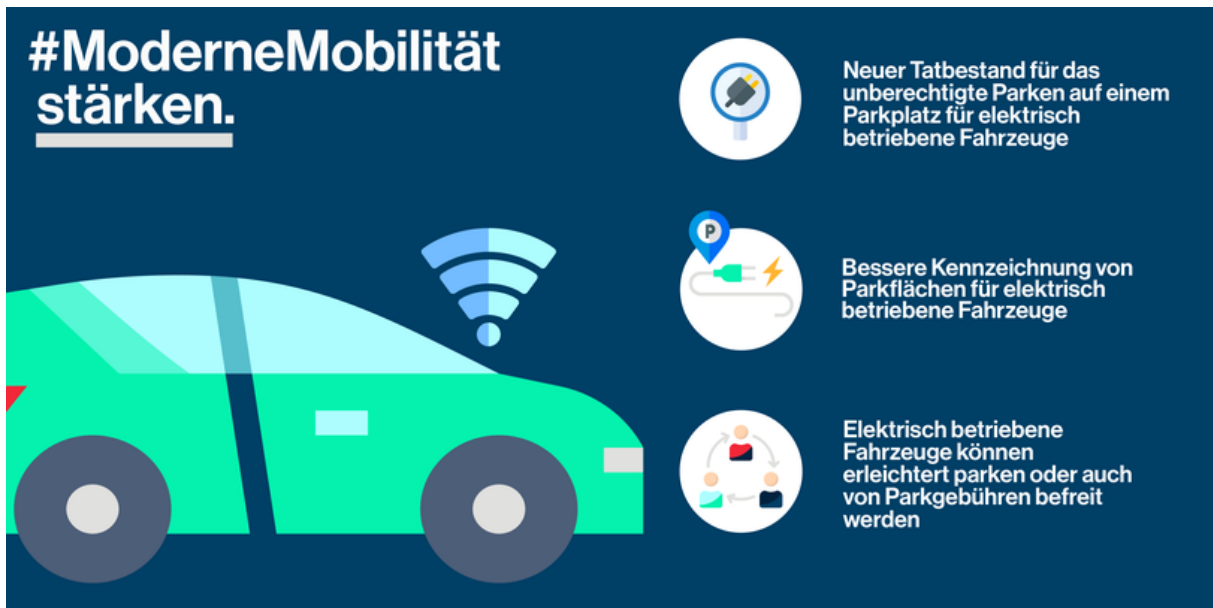 #ModerneMobilität
stärken.
Neuer Tatbestand für das
unberechtigte Parken auf einem
Parkplatz für elektrisch
betriebene Fahrzeuge
P
Bessere Kennzeichnung von
Parkflächen für elektrisch
betriebene Fahrzeuge
Elektrisch betriebene
Fahrzeuge können
erleichtert parken oder auch
von Parkgebühren befreit
werden